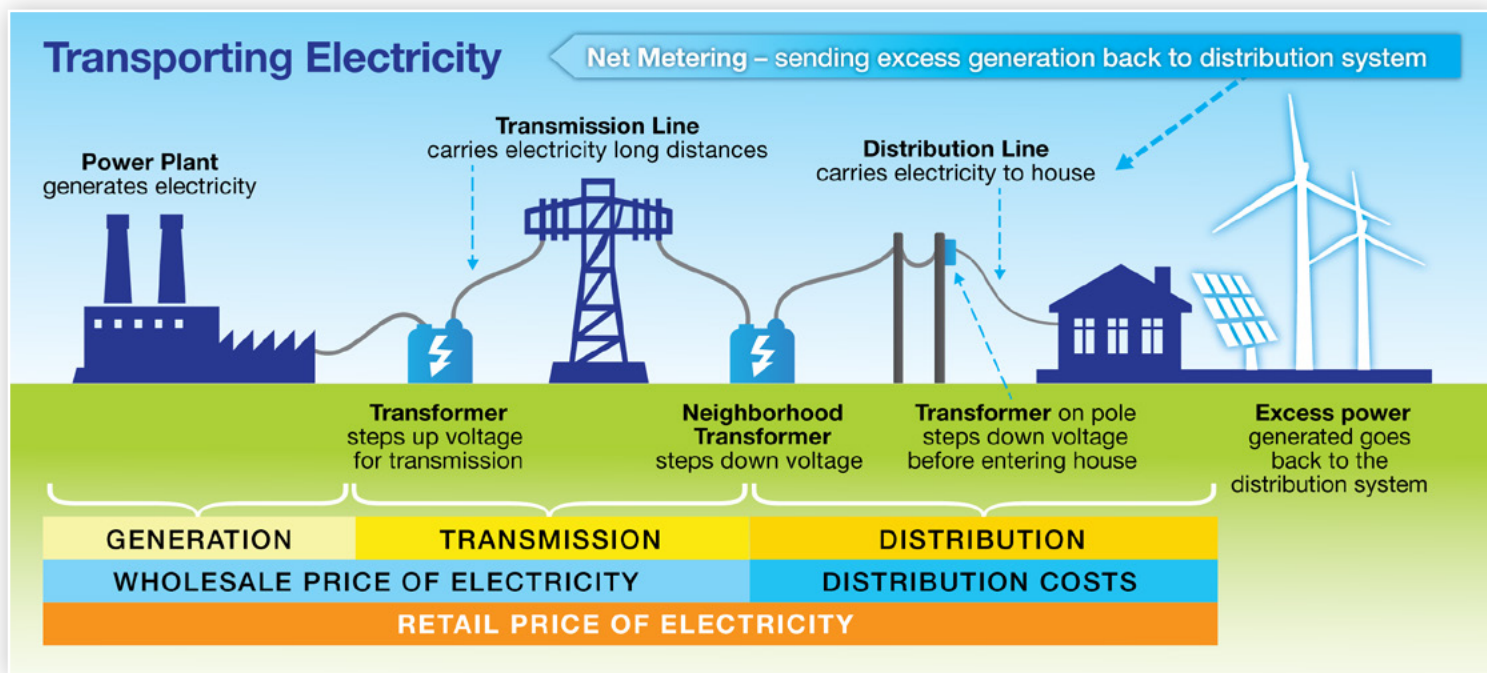 Transporting Electricity
Net Metering – sending excess generation back to distribution system
Power Plant
generates electricity
Transmission Line
carries electricity long distances
Distribution Line
carries electricity to house
Transformer
steps up voltage
for transmission
Neighborhood
Transformer
steps down voltage
Transformer on pole
steps down voltage
before entering house
Excess power
generated goes
back to the
distribution system
GENERATION
TRANSMISSION
DISTRIBUTION
WHOLESALE PRICE OF ELECTRICITY
DISTRIBUTION COSTS
RETAIL PRICE OF ELECTRICITY